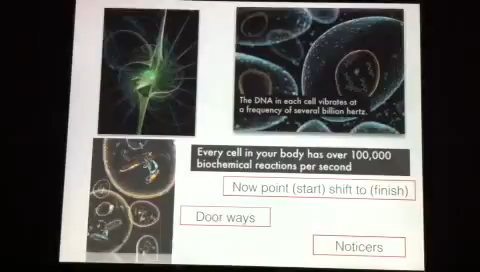 The DNA in each cell vibrates at
a frequency of several billion hertz.
Every cell in your body has over 100,000
biochemical reactions per second
Now point (start) shift to (finish)
Door ways
Noticers